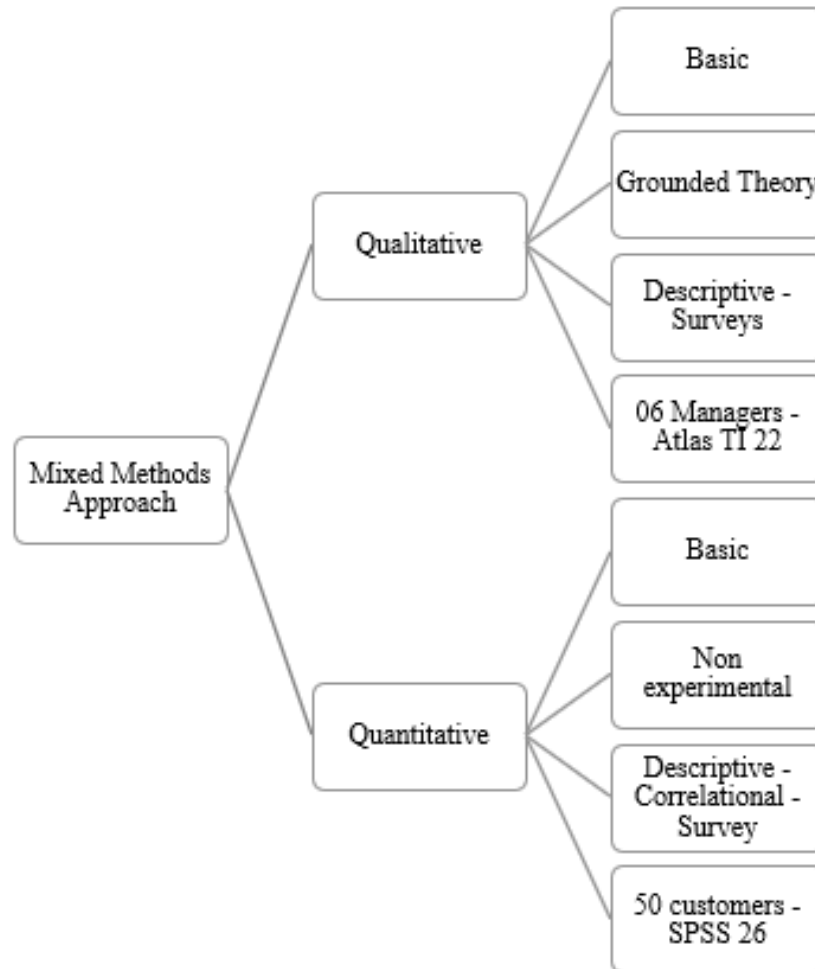 Mixed Methods
Approach
Qualitative
Basic
Grounded Theory
Descriptive -
Surveys
06 Managers -
Atlas TI 22
Quantitative
Basic
Non
experimental
Descriptive -
Correlational -
Survey
50 customers -
SPSS 26